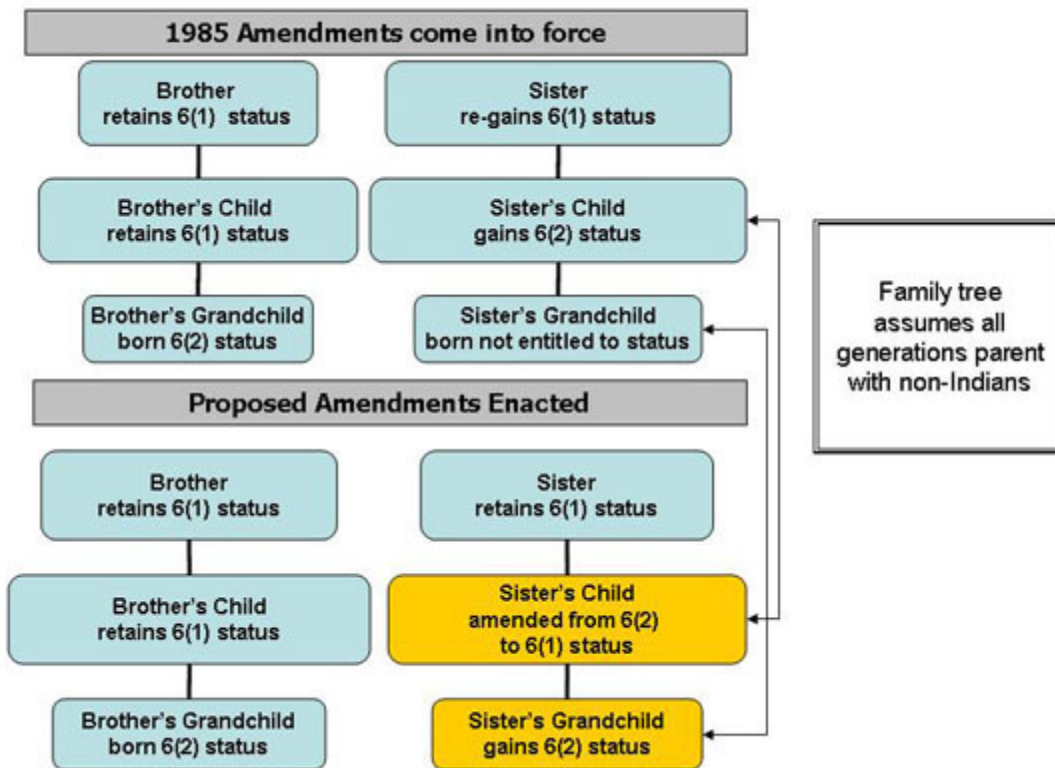 1985 Amendments come into force
Brother
retains 6(1) status
Sister
re-gains 6(1) status
Brother's Child
retains 6(1) status
Sister's Child
gains 6(2) status
Brother's Grandchild
born 6(2) status
Sister's Grandchild
born not entitled to status
Family tree
assumes all
generations parent
with non-Indians
Proposed Amendments Enacted
Brother
retains 6(1) status
Sister
retains 6(1) status
Brother's Child
retains 6(1) status
Sister's Child
amended from 6(2)
to 6(1) status
Brother's Grandchild
born 6(2) status
Sister's Grandchild
gains 6(2) status